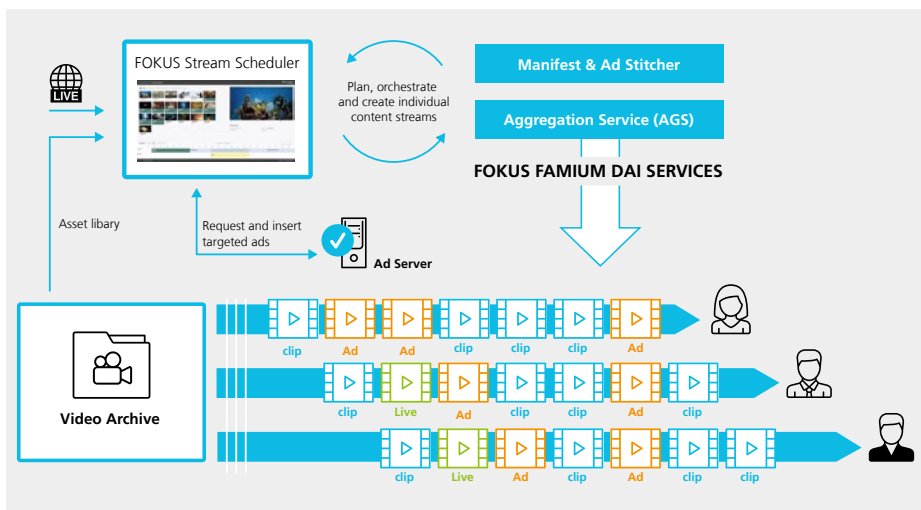 FOKUS Stream Scheduler
LIVE
Plan, orchestrate
and create individual
content streams
Manifest & Ad Stitcher
Aggregation Service (AGS)
FOKUS FAMIUM DAI SERVICES
Asset libary
Request and insert
targeted ads
Ad Server
Video Archive
clip Ad Ad clip clip clip Ad
clip Live Ad clip clip Ad clip
clip Live Ad clip Ad clip clip